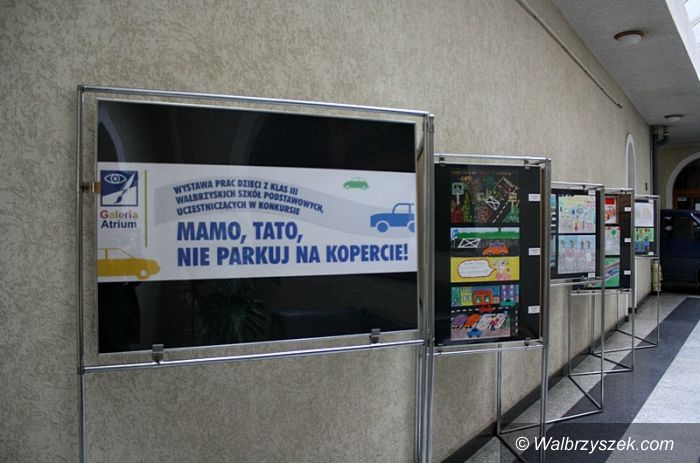 WYSTAWA PRAC DZIECI Z KLAS III
WAŁBRZYSKICH SZKÓŁ PODSTAWOWYCH,
UCZESTNICZĄCYCH W KONKURSIE
MAMO, TATO,
NIE PARKUJ NA KOPERCIE!
Galeria
Atrium
© Walbrzyszek.com